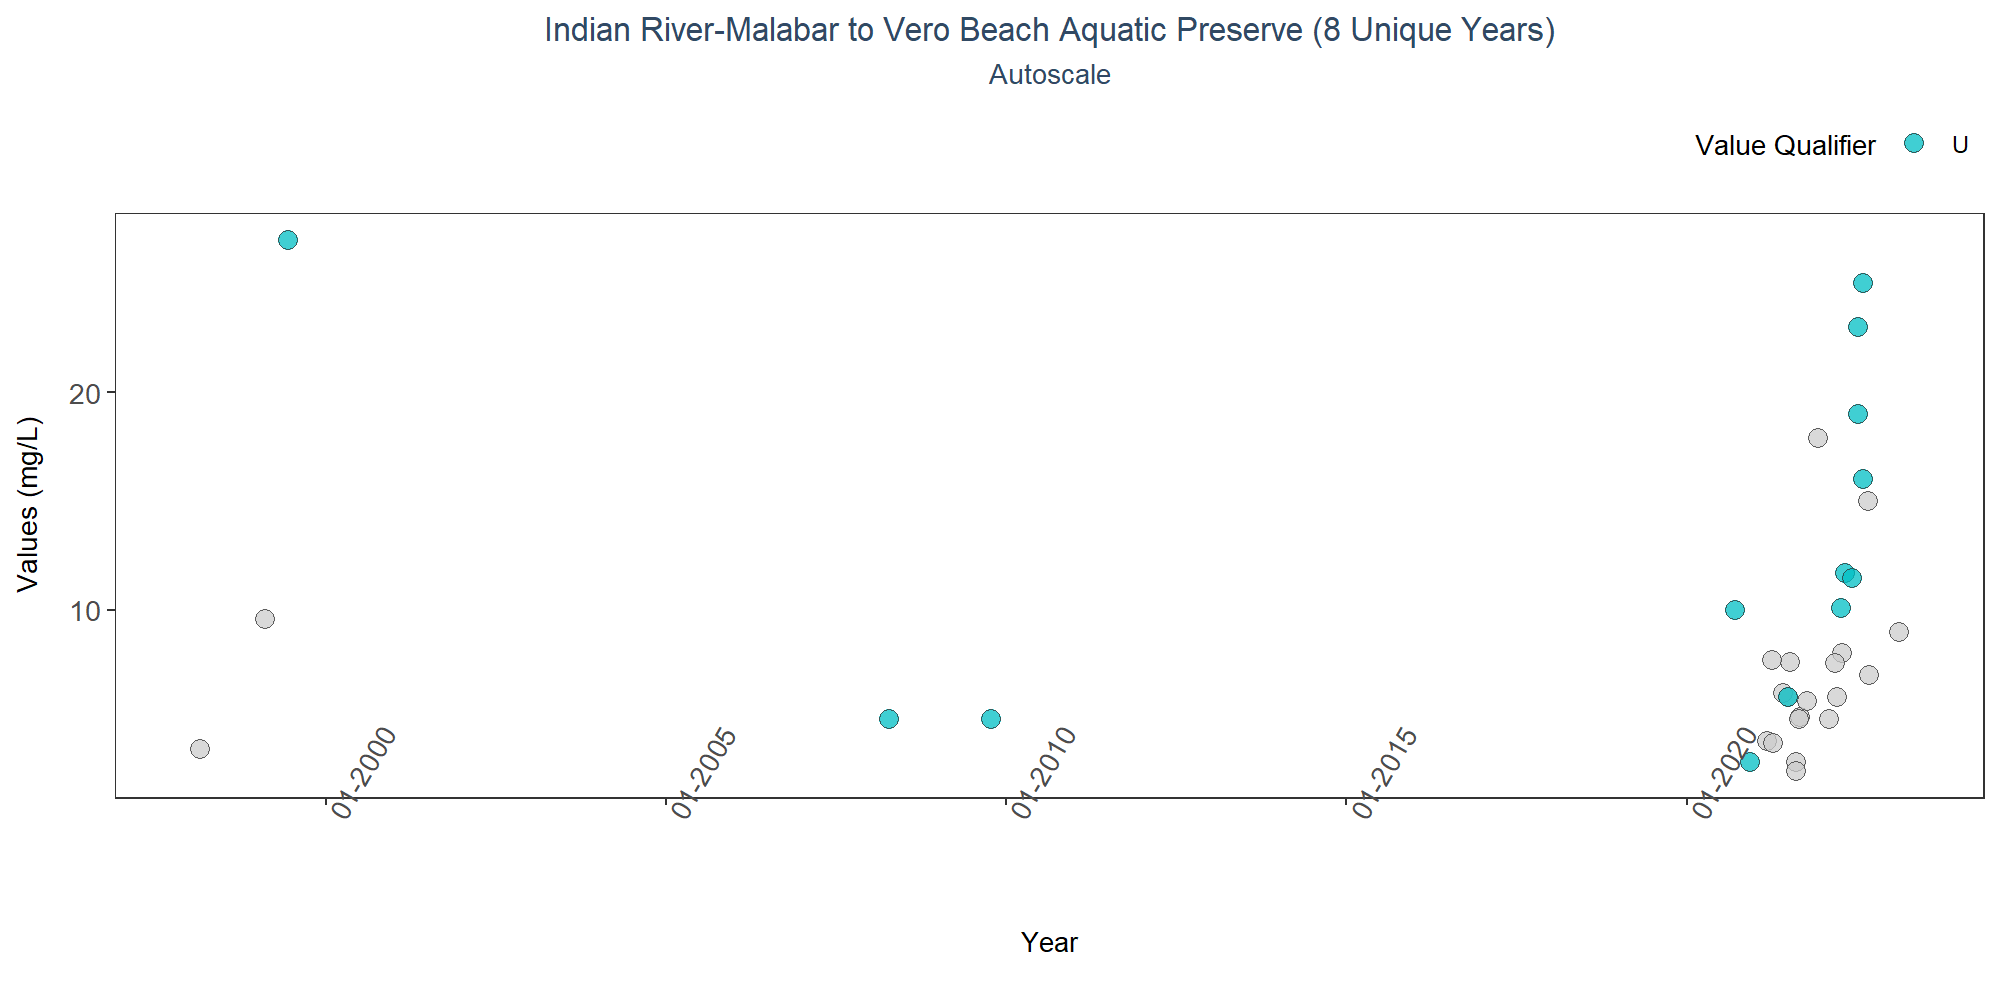 Indian River-Malabar to Vero Beach Aquatic Preserve (8 Unique Years)
Autoscale
Value Qualifier U
Values (mg/L)
20
10
01-2000
01-2005
01-2010
01-2015
01-2020
Year